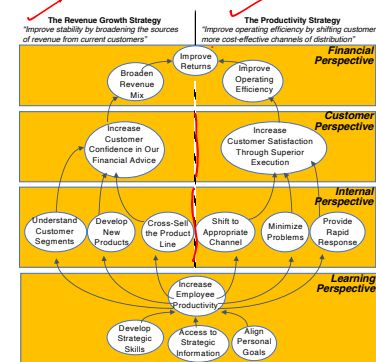 The Revenue Growth Strategy
"Improve stability by broadening the sources
of revenue from current customers"
The Productivity Strategy
"Improve operating efficiency by shifting customer
more cost-effective channels of distribution"
Financial
Perspective
Improve
Returns
Broaden
Revenue
Mix
Improve
Operating
Efficiency
Customer
Perspective
Increase
Customer
Confidence in Our
Financial Advice
Increase
Customer Satisfaction
Through Superior
Execution
Internal
Perspective
Understand
Customer
Segments
Develop
New
Products
Cross-Sell
the Product
Line
Shift to
Appropriate
Channel
Minimize
Problems
Provide
Rapid
Response
Learning
Perspective
Increase
Employee
Productivity
Develop
Strategic
Skills
Access to
Strategic
Information
Align
Personal
Goals